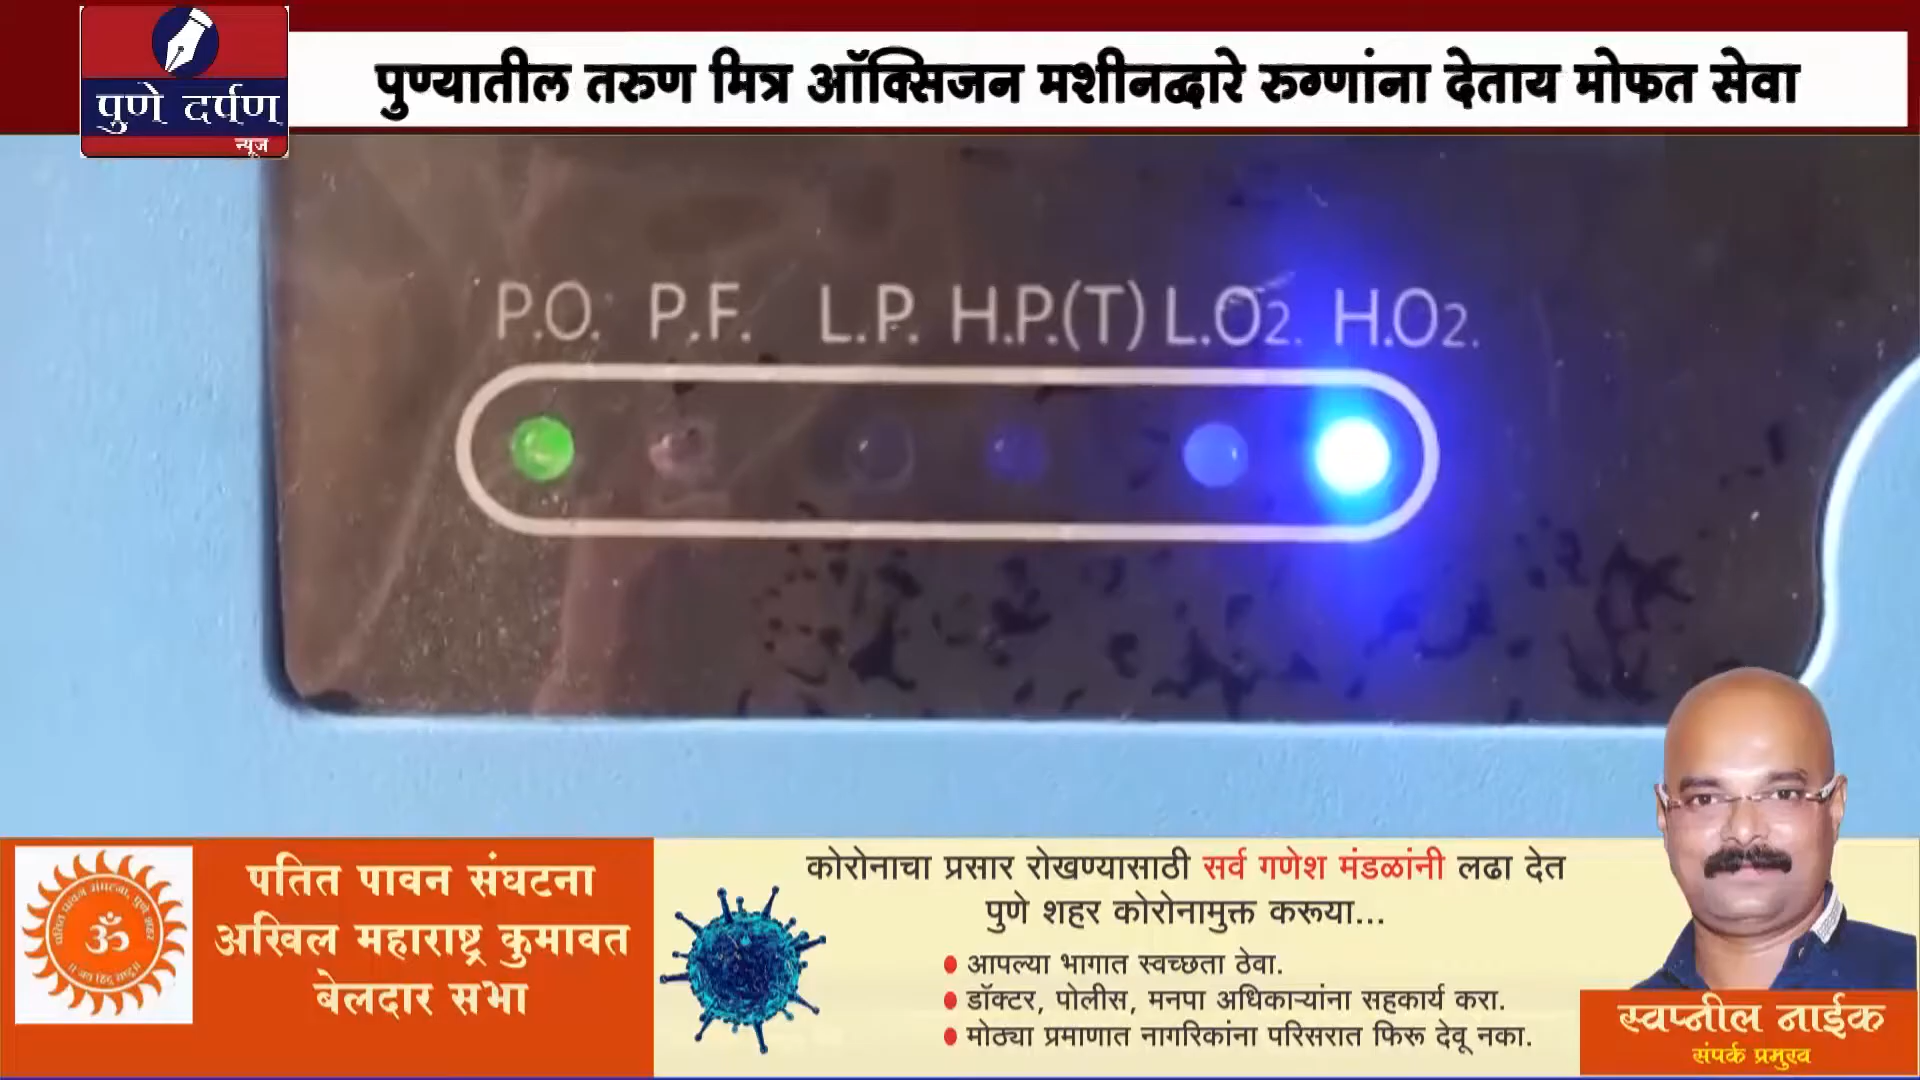 पुणे दर्पण
न्यूज
पुण्यातील तरुण मित्र ऑक्सिजन मशीनद्वारे रुग्णांना देताय मोफत सेवा
P.O. P.F. L.P. H.P.(T) L.O2. H.O2.
ॐ
पतित पावन संघटना
अखिल महाराष्ट्र कुमावत
बेलदार सभा
कोरोनाचा प्रसार रोखण्यासाठी सर्व गणेश मंडळांनी लढा देत
पुणे शहर कोरोनामुक्त करूया...
• आपल्या भागात स्वच्छता ठेवा.
• डॉक्टर, पोलीस, मनपा अधिकाऱ्यांना सहकार्य करा.
• मोठ्या प्रमाणात नागरिकांना परिसरात फिरू देवू नका.
स्वप्नील नाईक
संपर्क प्रमुख